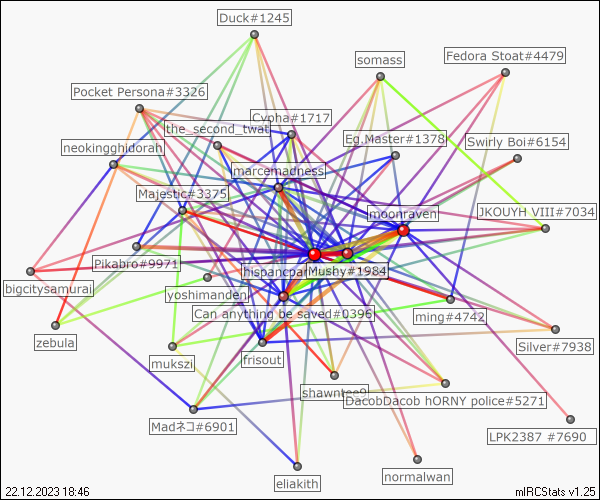 Duck#1245
somass
Fedora Stoat#4479
Pocket Persona#3326
Cypha#1717
the_second_twat
Eg.Master#1378
Swirly Boi#6154
neokingghidorah
marcemadness
Majestic#3375
moonraven
JKOUYH VIII#7034
Pikabro#9971
Mushy#1984
bigcitysamurai
yoshimanden
Can anything be saved#0396
ming#4742
zebula
mukszi
frisout
Silver#7938
shawntee9
DacobDacob hORNY police#5271
Madネコ#6901
LPK2387 #7690
eliakith
normalwan
22.12.2023 18:46
mIRCStats v1.25